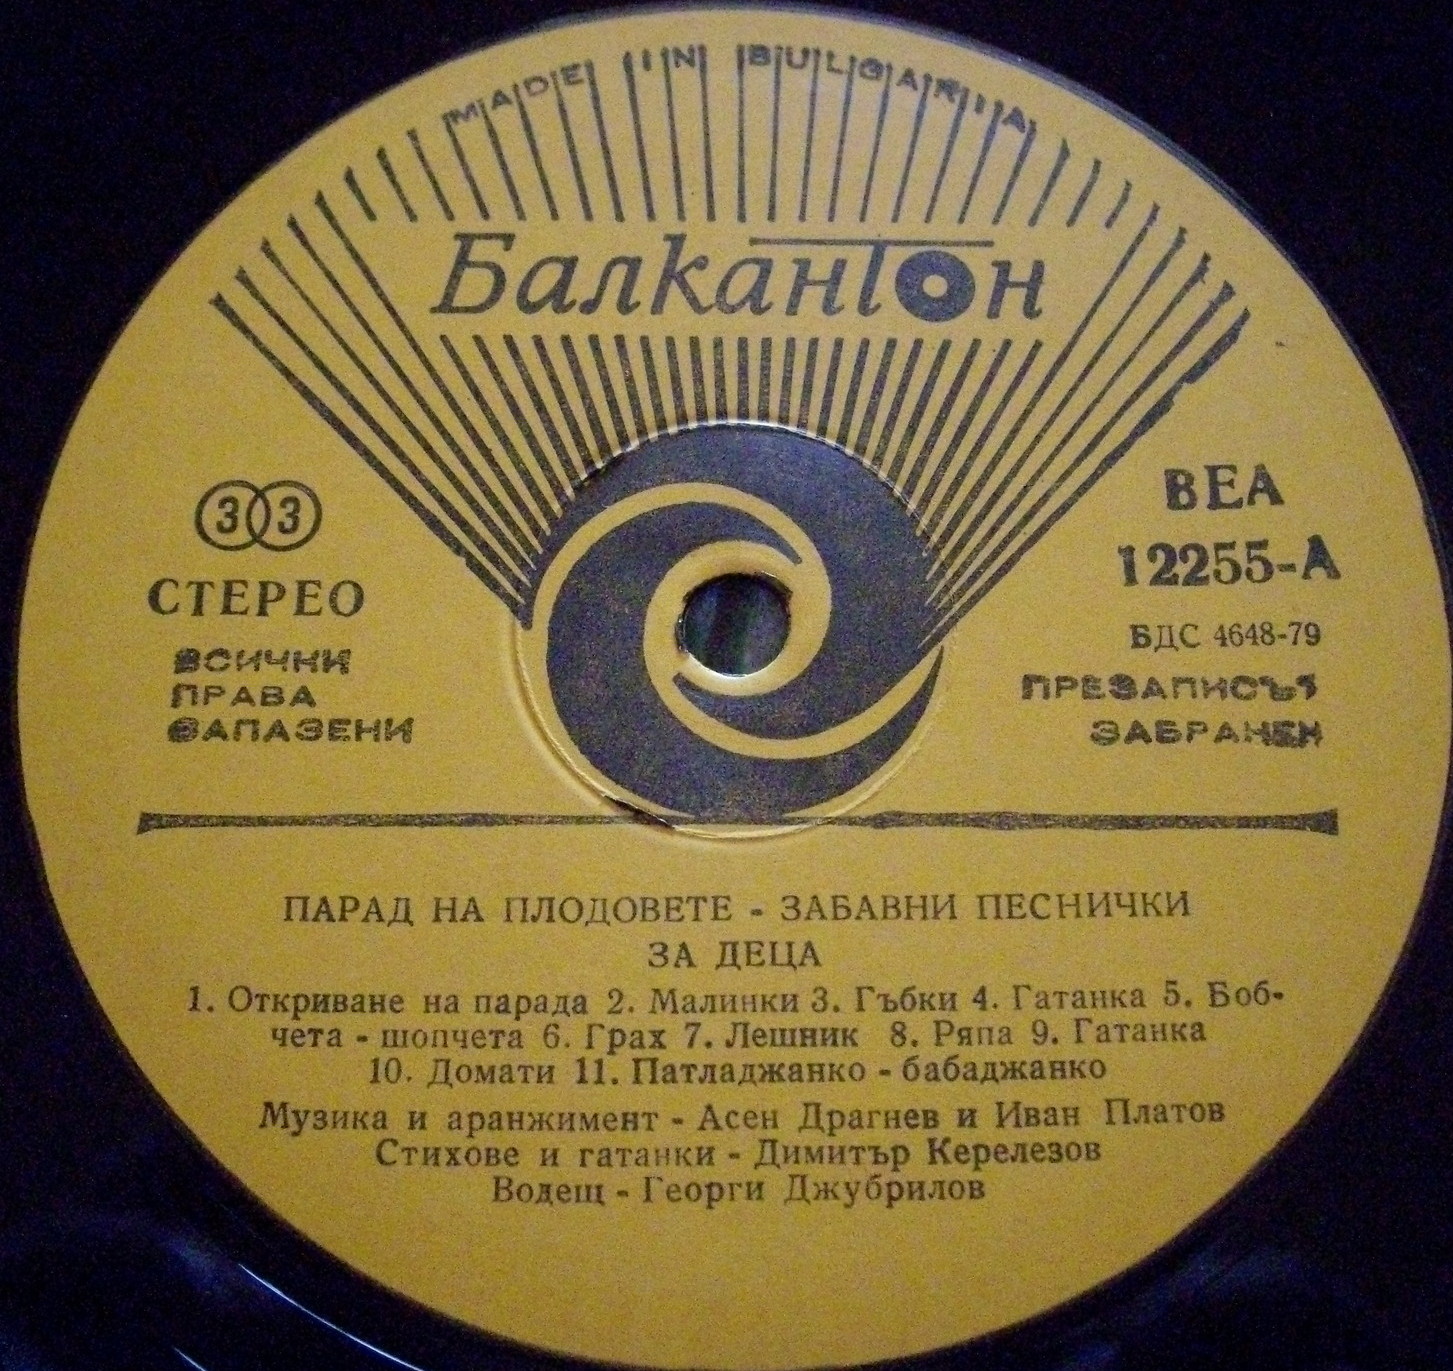 MADE IN BULGARIA
Балкантон
33
СТЕРЕО
ВСИЧКИ
ПРАВА
ЗАПАЗЕНИ
ВЕА
12255-А
БДС 4648-79
ПРЕЗАПИСЪТ
ЗАБРАНЕН
ПАРАД НА ПЛОДОВЕТЕ - ЗАБАВНИ ПЕСНИЧКИ
ЗА ДЕЦА
1. Откриване на парада 2. Малинки 3. Гъбки 4. Гатанка 5. Боб-
чета - шопчета 6. Грах 7. Лешник 8. Ряпа 9. Гатанка
10. Домати 11. Патладжанко - бабаджанко
Музика и аранжимент - Асен Драгнев и Иван Платов
Стихове и гатанки - Димитър Керелезов
Водещ - Георги Джубрилов